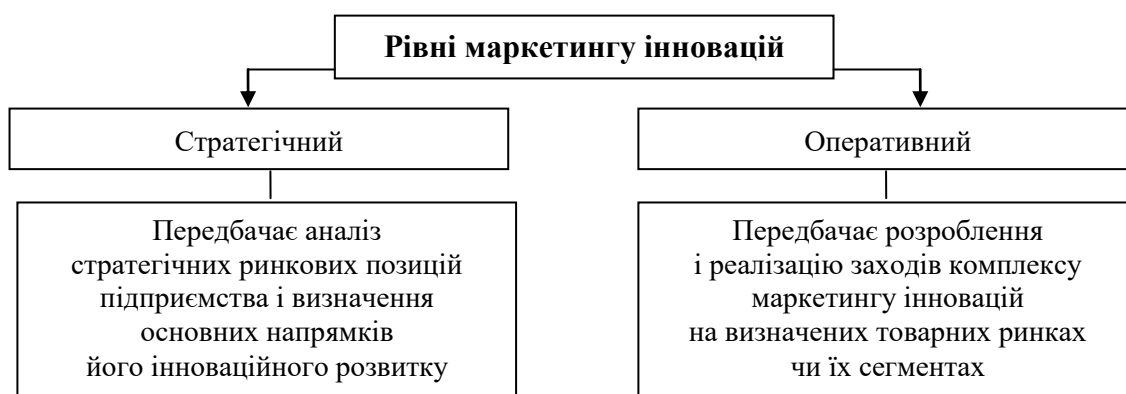 Рівні маркетингу інновацій
Стратегічний
Оперативний
Передбачає аналіз
стратегічних ринкових позицій
підприємства і визначення
основних напрямків
його інноваційного розвитку
Передбачає розроблення
і реалізацію заходів комплексу
маркетингу інновацій
на визначених товарних ринках
чи їх сегментах